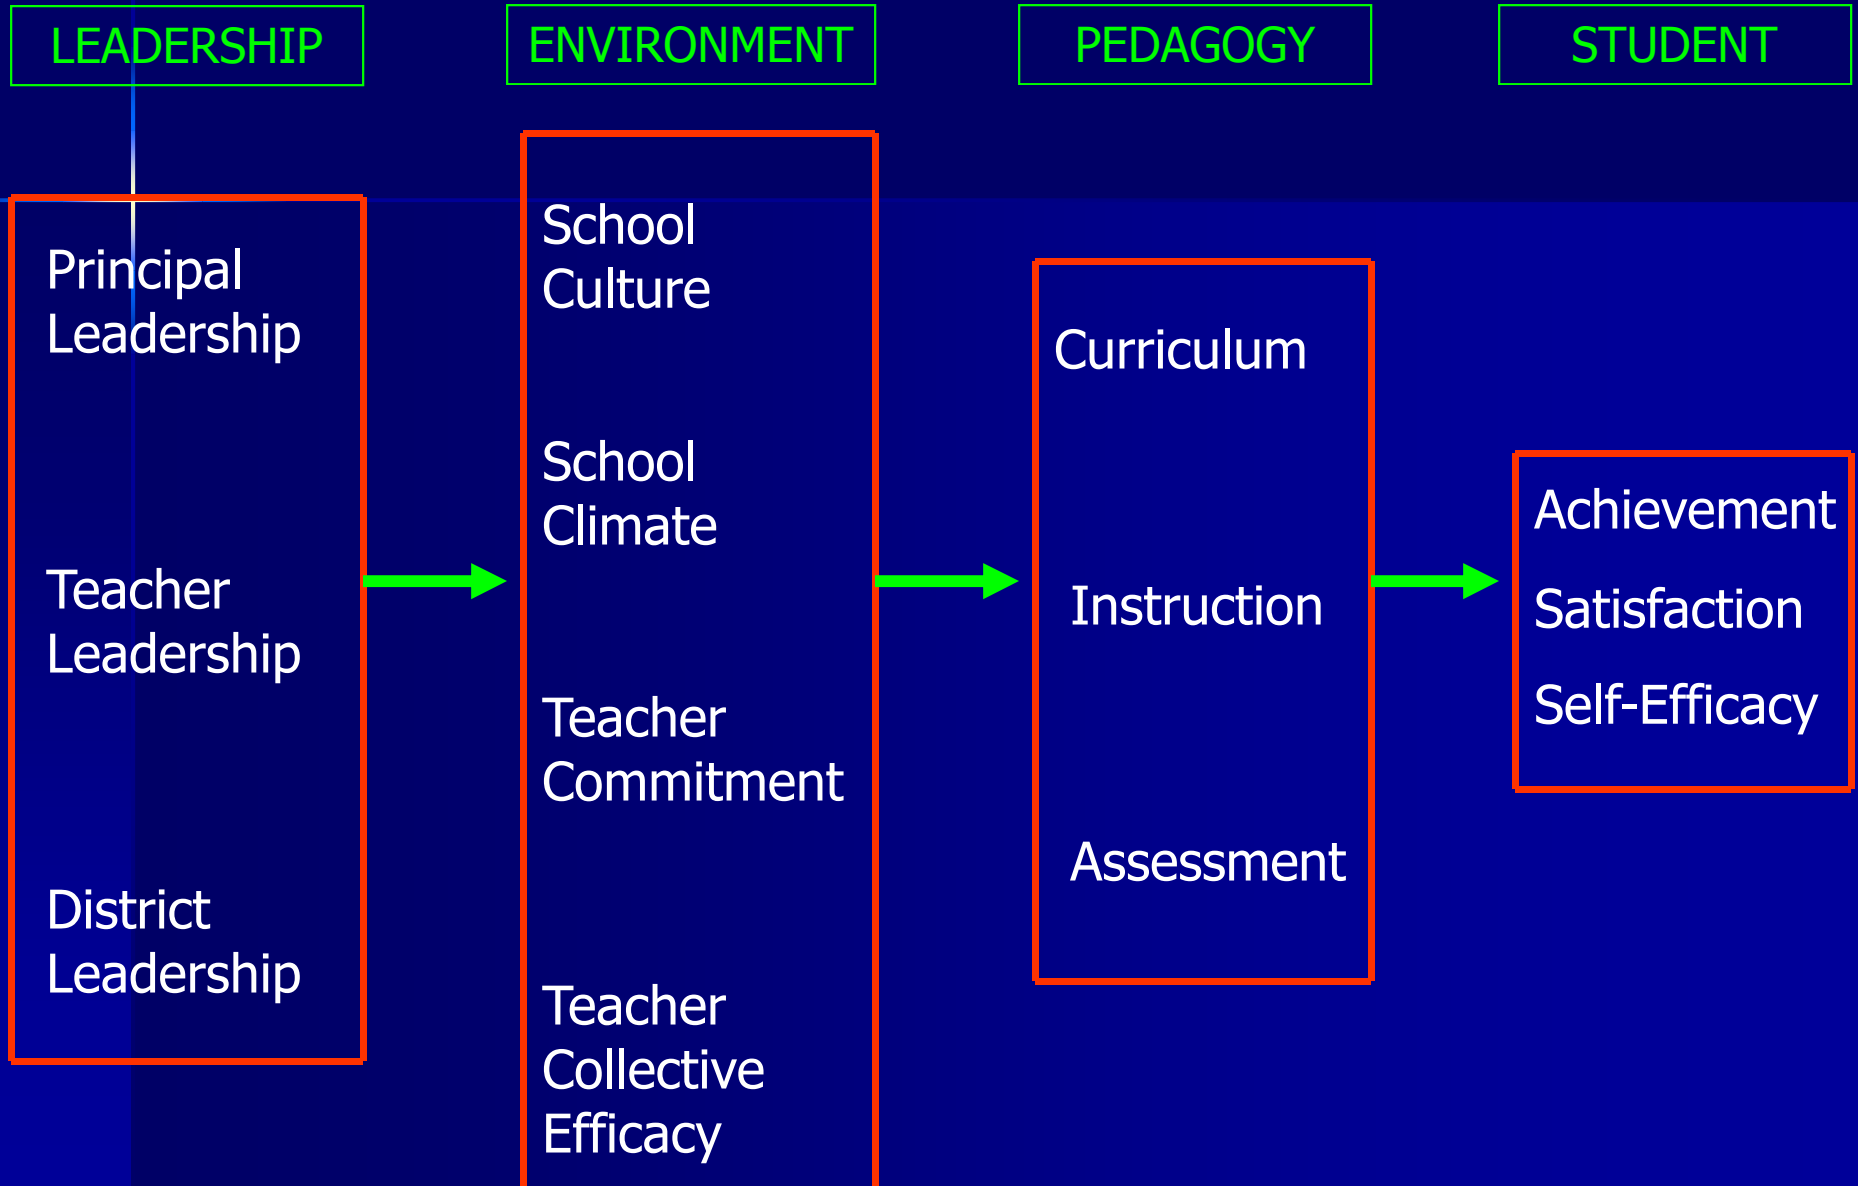 LEADERSHIP
ENVIRONMENT
PEDAGOGY
STUDENT
Principal
Leadership
Teacher
Leadership
District
Leadership
School
Culture
School
Climate
Teacher
Commitment
Teacher
Collective
Efficacy
Curriculum
Instruction
Assessment
Achievement
Satisfaction
Self-Efficacy